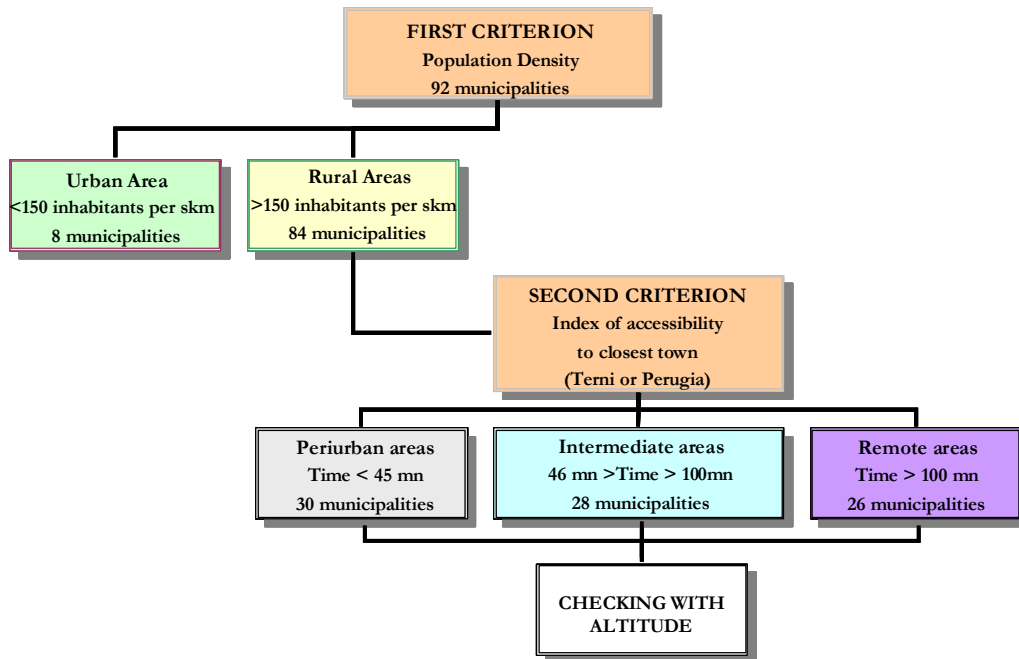 FIRST CRITERION
Population Density
92 municipalities
Urban Area
<150 inhabitants per skm
8 municipalities
Rural Areas
>150 inhabitants per skm
84 municipalities
SECOND CRITERION
Index of accessibility
to closest town
(Terni or Perugia)
Periurban areas
Time < 45 mn
30 municipalities
Intermediate areas
46 mn >Time > 100mn
28 municipalities
Remote areas
Time > 100 mn
26 municipalities
CHECKING WITH
ALTITUDE